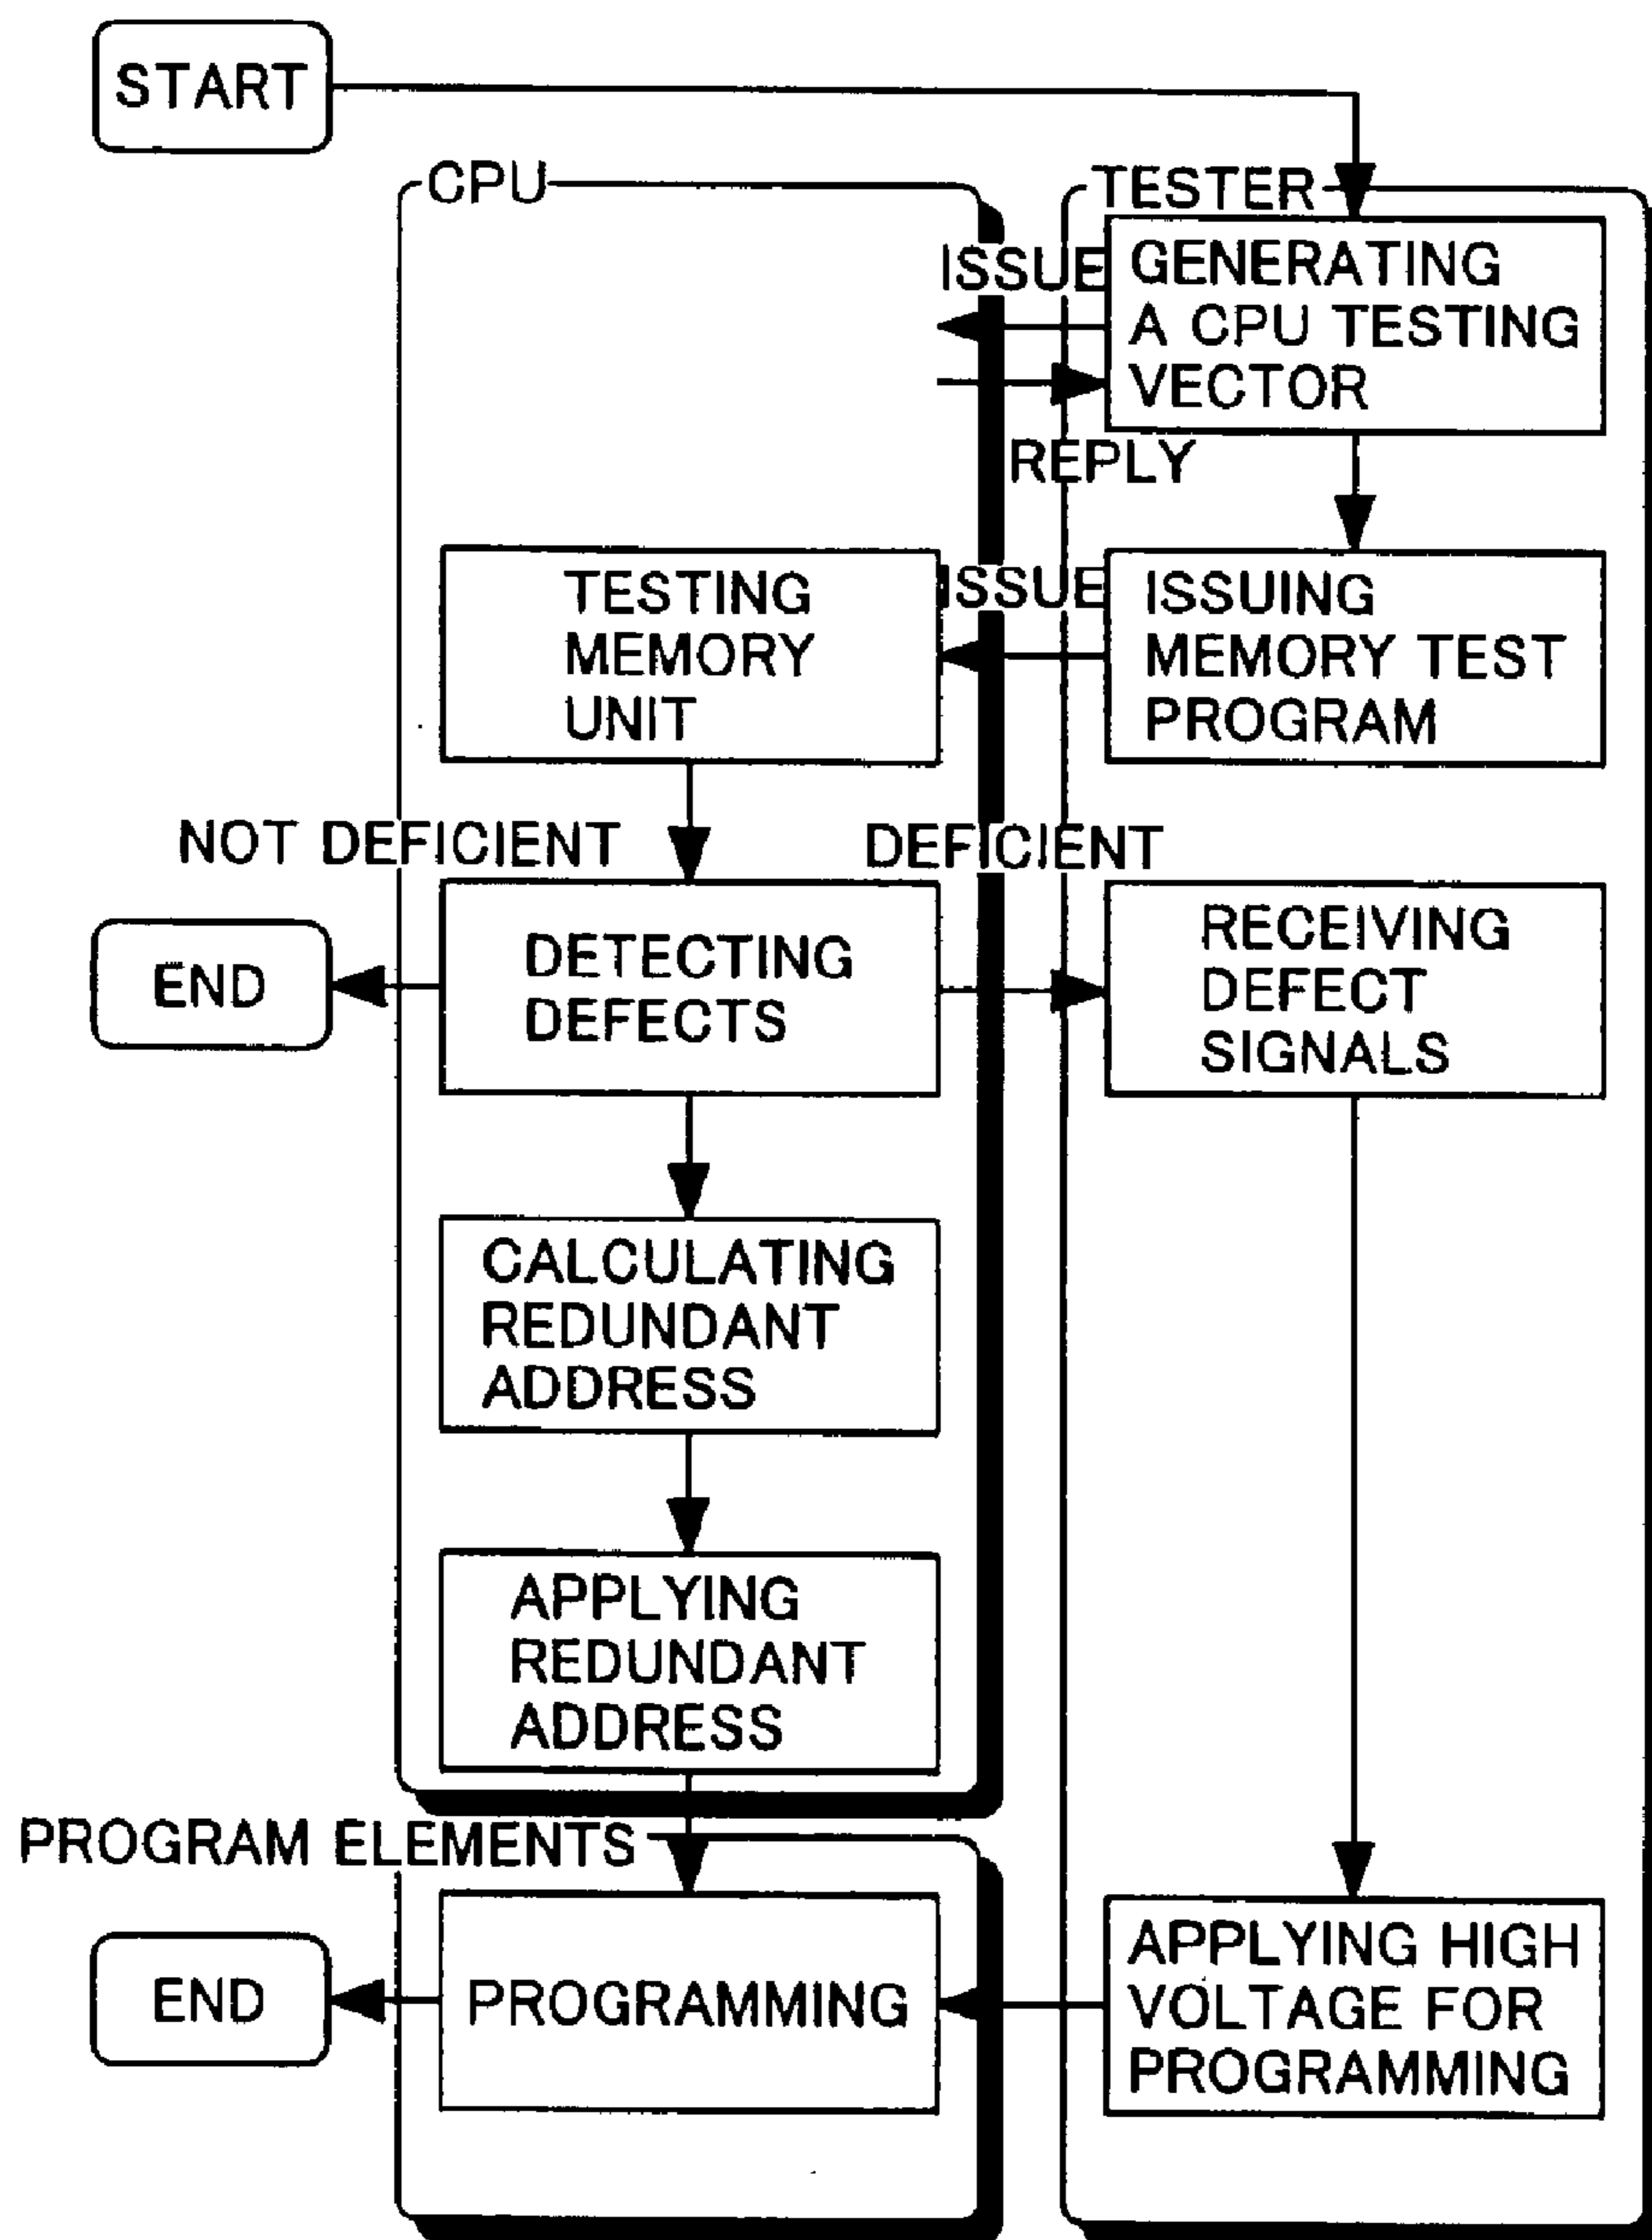 START
CPU
TESTER
ISSUE
GENERATING
A CPU TESTING
VECTOR
REPLY
TESTING
MEMORY
UNIT
ISSUE
ISSUING
MEMORY TEST
PROGRAM
NOT DEFICIENT
DEFICIENT
END
DETECTING
DEFECTS
RECEIVING
DEFECT
SIGNALS
CALCULATING
REDUNDANT
ADDRESS
APPLYING
REDUNDANT
ADDRESS
PROGRAM ELEMENTS
END
PROGRAMMING
APPLYING HIGH
VOLTAGE FOR
PROGRAMMING